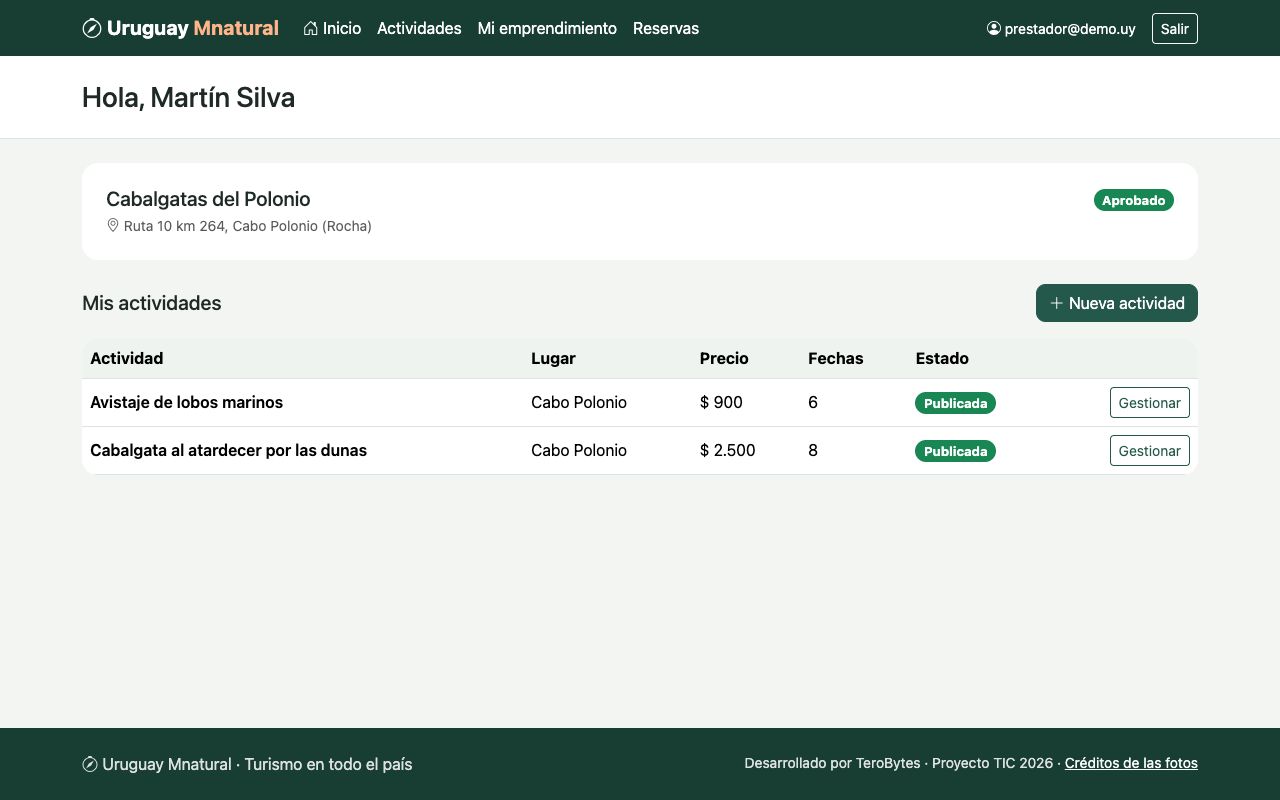 Uruguay Mnatural Inicio Actividades Mi emprendimiento Reservas prestador@demo.uy Salir
Hola, Martín Silva
Cabalgatas del Polonio Aprobado
Ruta 10 km 264, Cabo Polonio (Rocha)
Mis actividades + Nueva actividad
Actividad Lugar Precio Fechas Estado
Avistaje de lobos marinos Cabo Polonio $ 900 6 Publicada Gestionar
Cabalgata al atardecer por las dunas Cabo Polonio $ 2.500 8 Publicada Gestionar
Uruguay Mnatural · Turismo en todo el país Desarrollado por TeroBytes · Proyecto TIC 2026 · Créditos de las fotos